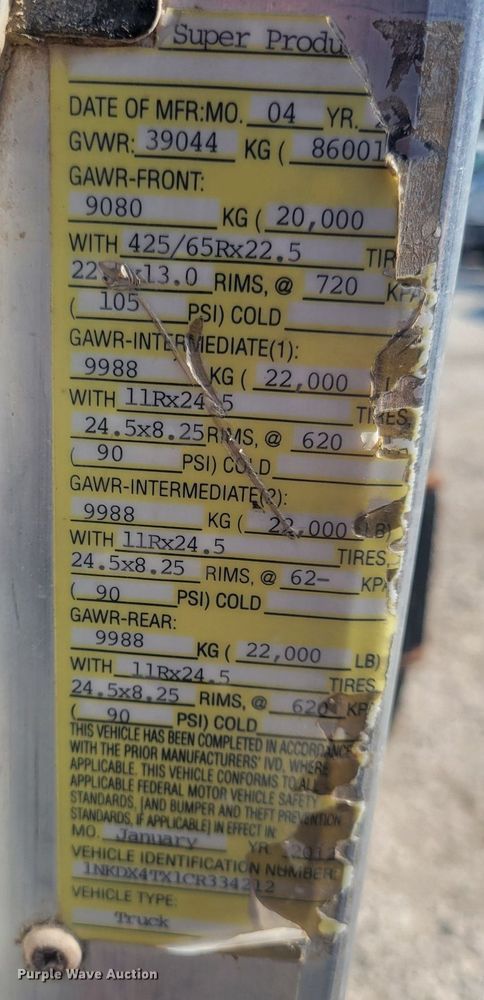 Super Produ
DATE OF MFR:MO. 04 YR.
GVWR: 39044 KG ( 86001
GAWR-FRONT:
9080 KG ( 20,000
WITH 425/65Rx22.5 TIR
x13.0 RIMS, @ 720 KPA
( 105 PSI) COLD
GAWR-INTERMEDIATE(1):
9988 KG ( 22,000
WITH 11Rx24.5 TIRES,
24.5x8.25 RIMS, @ 620
( 90 PSI) COLD
GAWR-INTERMEDIATE(2):
9988 KG ( 22,000 LB)
WITH 11Rx24.5 TIRES,
24.5x8.25 RIMS, @ 62- KPA
( 90 PSI) COLD
GAWR-REAR:
9988 KG ( 22,000 LB)
WITH 11Rx24.5 TIRES
24.5x8.25 RIMS, @ 620 KPA
( 90 PSI) COLD
THIS VEHICLE HAS BEEN COMPLETED IN ACCORDANCE
WITH THE PRIOR MANUFACTURERS' IVD, WHERE
APPLICABLE. THIS VEHICLE CONFORMS TO ALL
APPLICABLE FEDERAL MOTOR VEHICLE SAFETY
STANDARDS, [AND BUMPER AND THEFT PREVENTION
STANDARDS, IF APPLICABLE] IN EFFECT IN:
MO. January YR. 2012
VEHICLE IDENTIFICATION NUMBER:
1NKDX4TX1CR334212
VEHICLE TYPE:
Truck
Purple Wave Auction